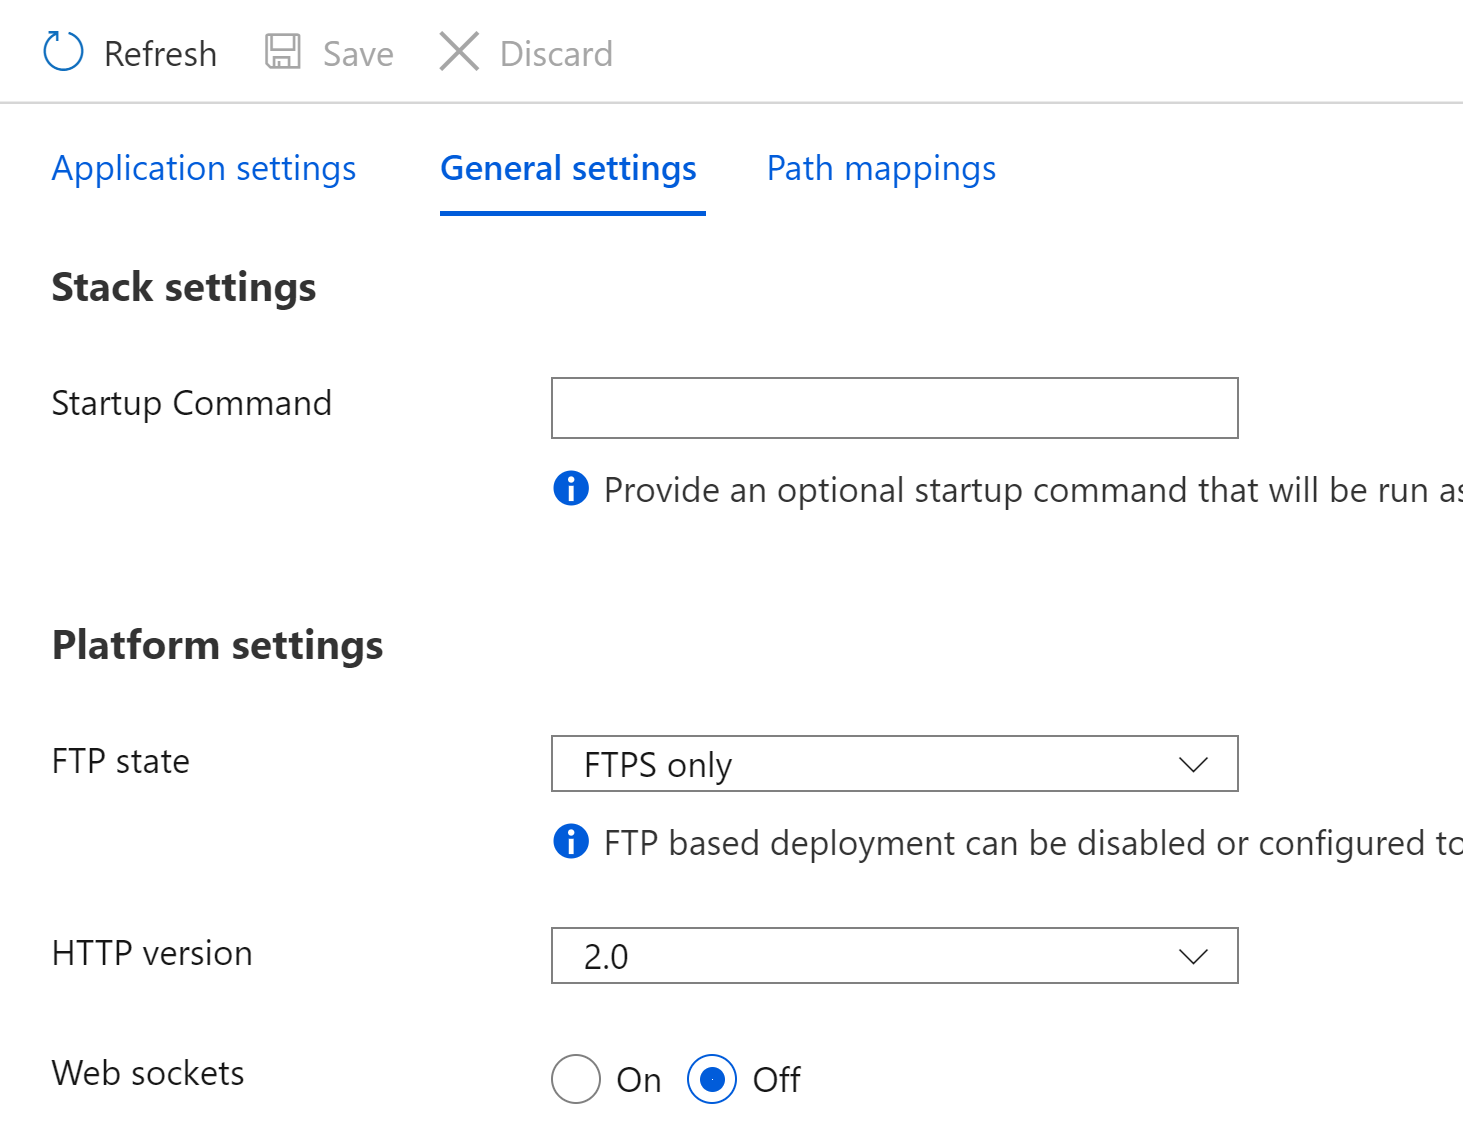 Refresh Save Discard
Application settings General settings Path mappings
Stack settings
Startup Command
Provide an optional startup command that will be run as
Platform settings
FTP state FTPS only
FTP based deployment can be disabled or configured to
HTTP version 2.0
Web sockets On Off